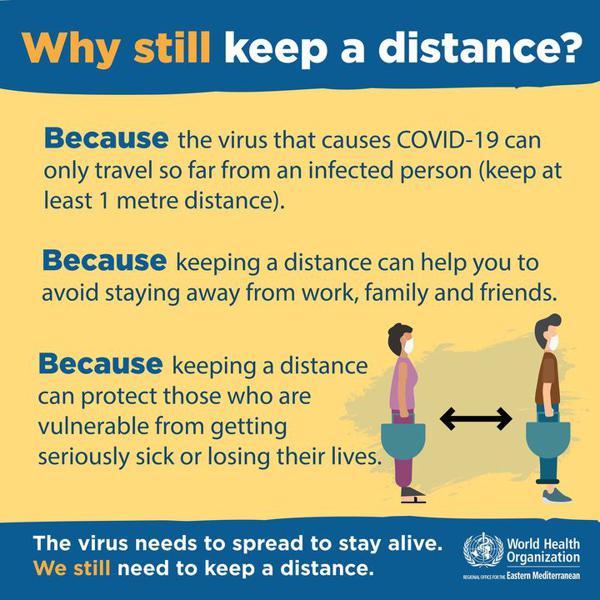 Why still keep a distance?
Because the virus that causes COVID-19 can
only travel so far from an infected person (keep at
least 1 metre distance).
Because keeping a distance can help you to
avoid staying away from work, family and friends.
Because keeping a distance
can protect those who are
vulnerable from getting
seriously sick or losing their lives.
The virus needs to spread to stay alive.
We still need to keep a distance.
World Health
Organization
REGIONAL OFFICE FOR THE Eastern Mediterranean